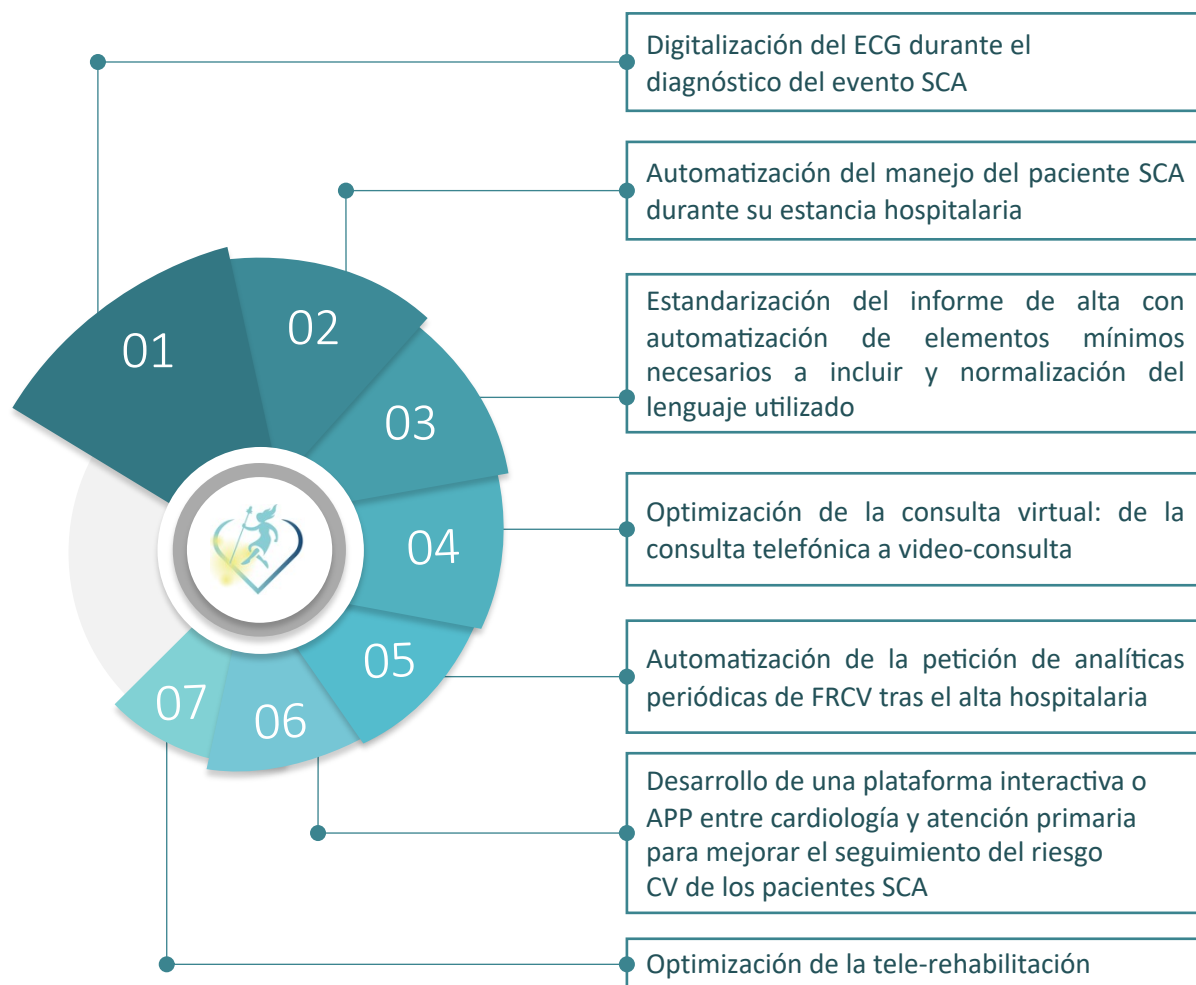 Digitalización del ECG durante el
diagnóstico del evento SCA
Automatización del manejo del paciente SCA
durante su estancia hospitalaria
Estandarización del informe de alta con
automatización de elementos mínimos
necesarios a incluir y normalización del
lenguaje utilizado
Optimización de la consulta virtual: de la
consulta telefónica a video-consulta
Automatización de la petición de analíticas
periódicas de FRCV tras el alta hospitalaria
Desarrollo de una plataforma interactiva o
APP entre cardiología y atención primaria
para mejorar el seguimiento del riesgo
CV de los pacientes SCA
Optimización de la tele-rehabilitación
01
02
03
04
05
06
07